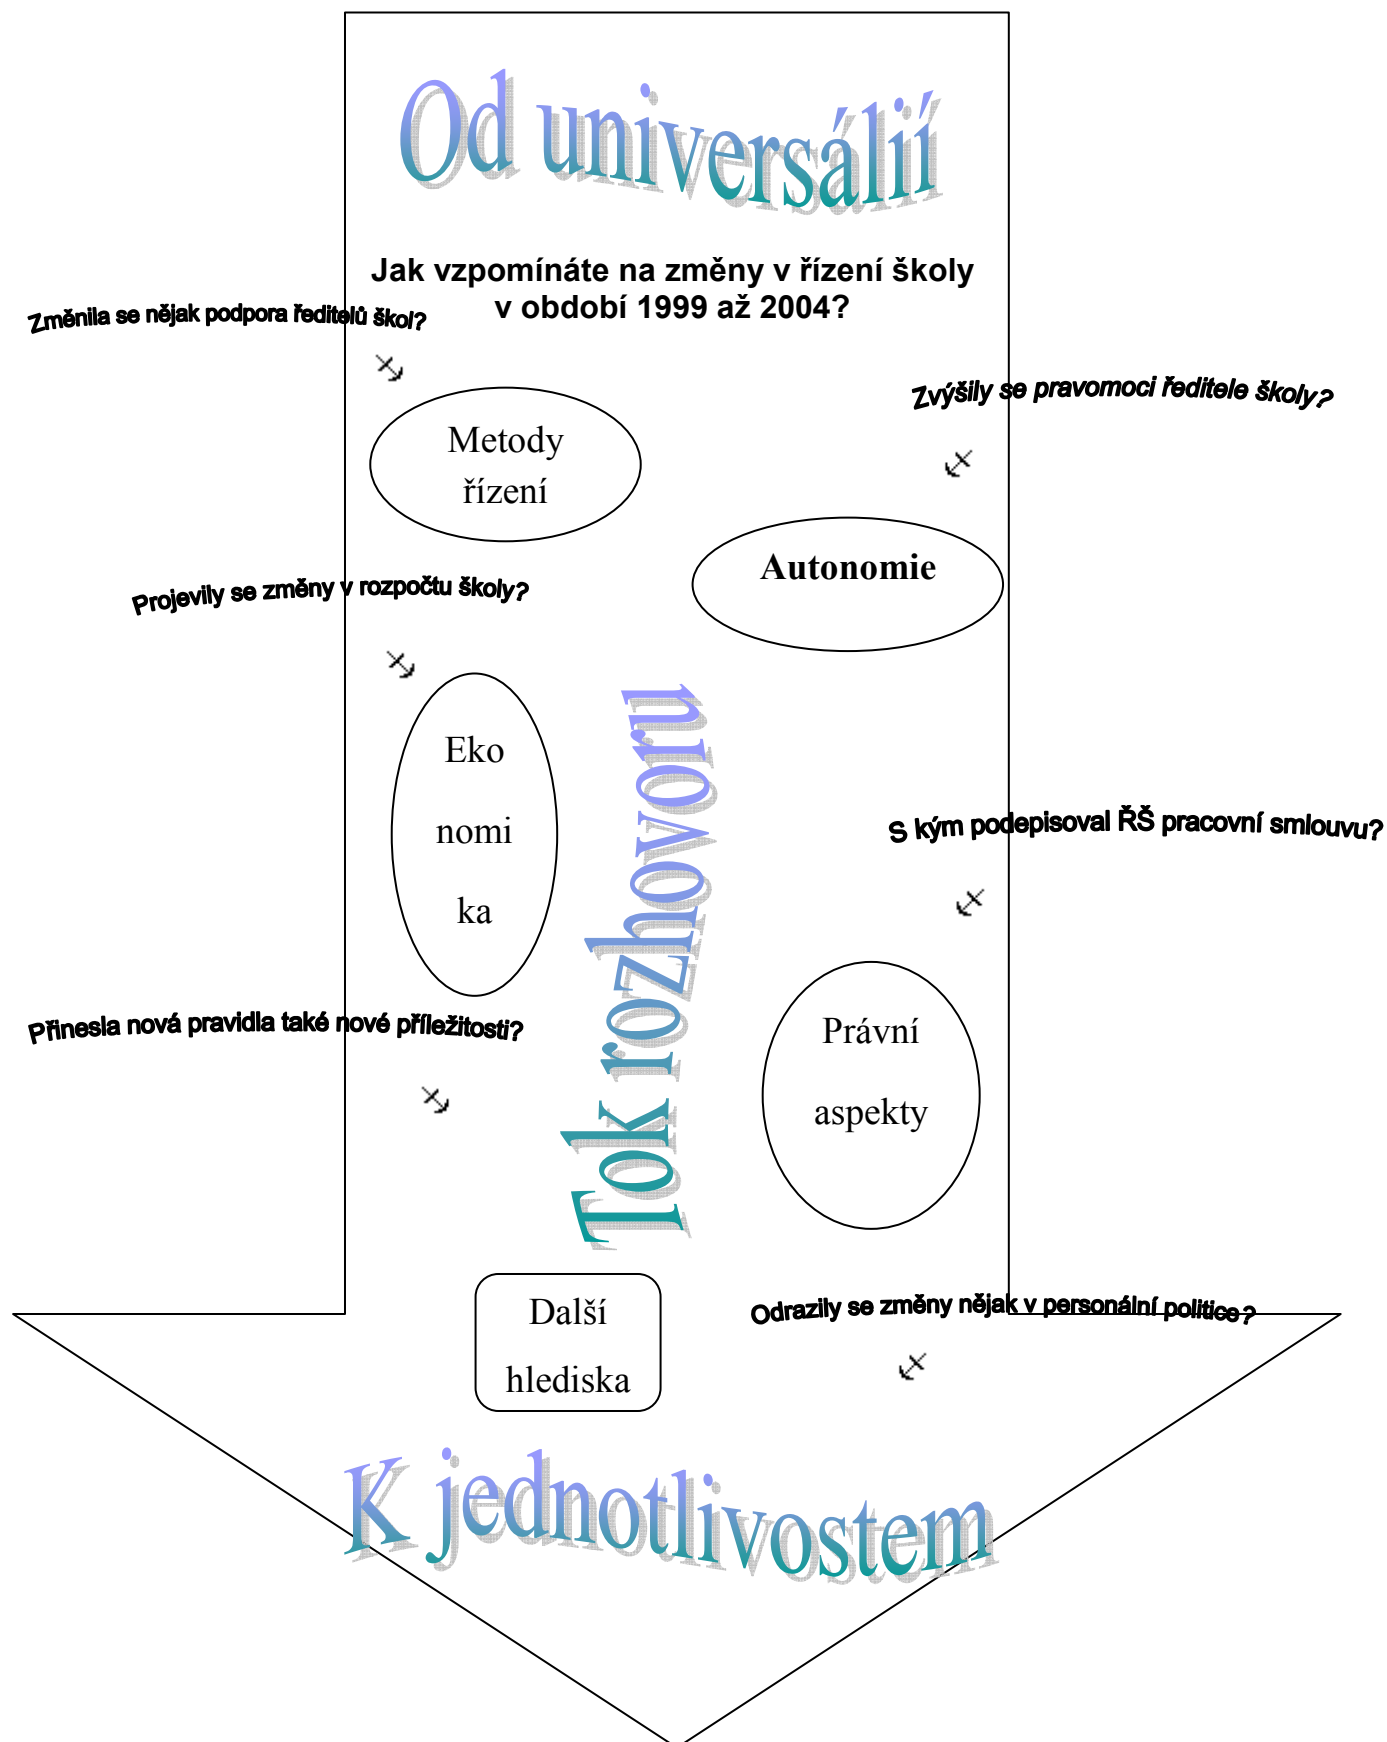 Od universálií
Jak vzpomínáte na změny v řízení školy
v období 1999 až 2004?
Změnila se nějak podpora ředitelů škol?
Zvýšily se pravomoci ředitele školy?
Metody
řízení
Autonomie
Projevily se změny v rozpočtu školy?
Eko
nomi
ka
Tok rozhovoru
S kým podepisoval ŘŠ pracovní smlouvu?
Přinesla nová pravidla také nové příležitosti?
Právní
aspekty
Další
hlediska
Odrazily se změny nějak v personální politice?
K jednotlivostem